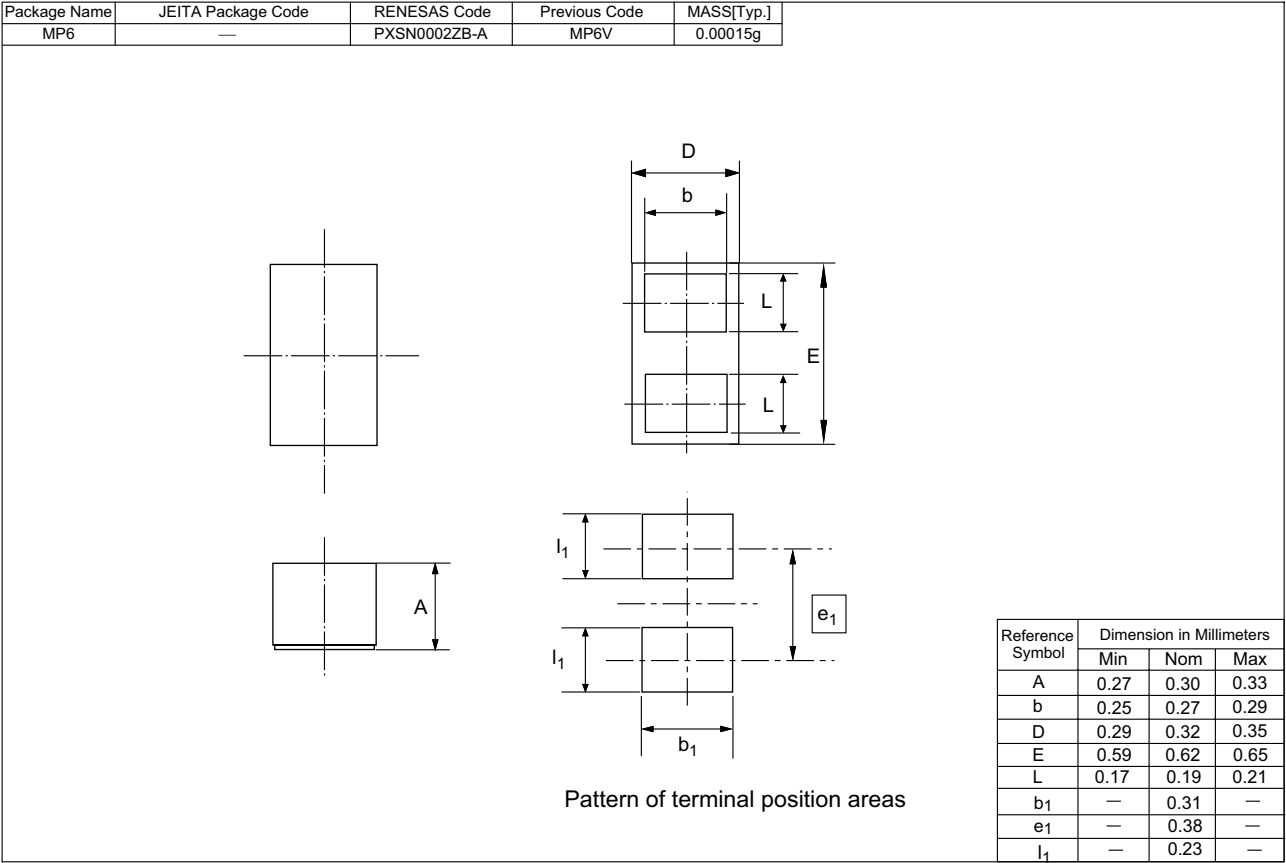 Package Name JEITA Package Code RENESAS Code Previous Code MASS[Typ.]
MP6 — PXSN0002ZB-A MP6V 0.00015g
D
b
L
E
L
A
l1
e1
l1
b1
Pattern of terminal position areas
Reference Symbol Dimension in Millimeters
Min Nom Max
A 0.27 0.30 0.33
b 0.25 0.27 0.29
D 0.29 0.32 0.35
E 0.59 0.62 0.65
L 0.17 0.19 0.21
b1 — 0.31 —
e1 — 0.38 —
l1 — 0.23 —